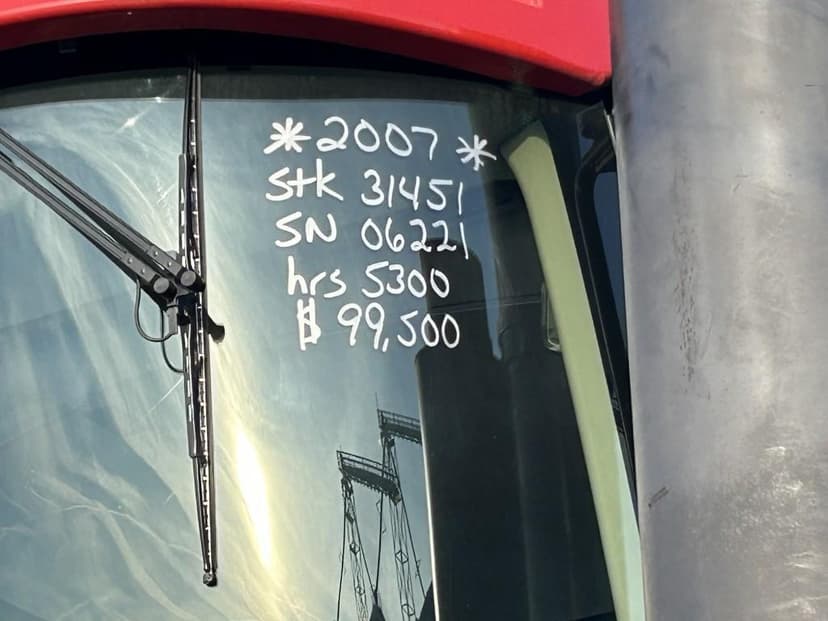 *2007*
Stk 31451
SN 06221
hrs 5300
$ 99,500